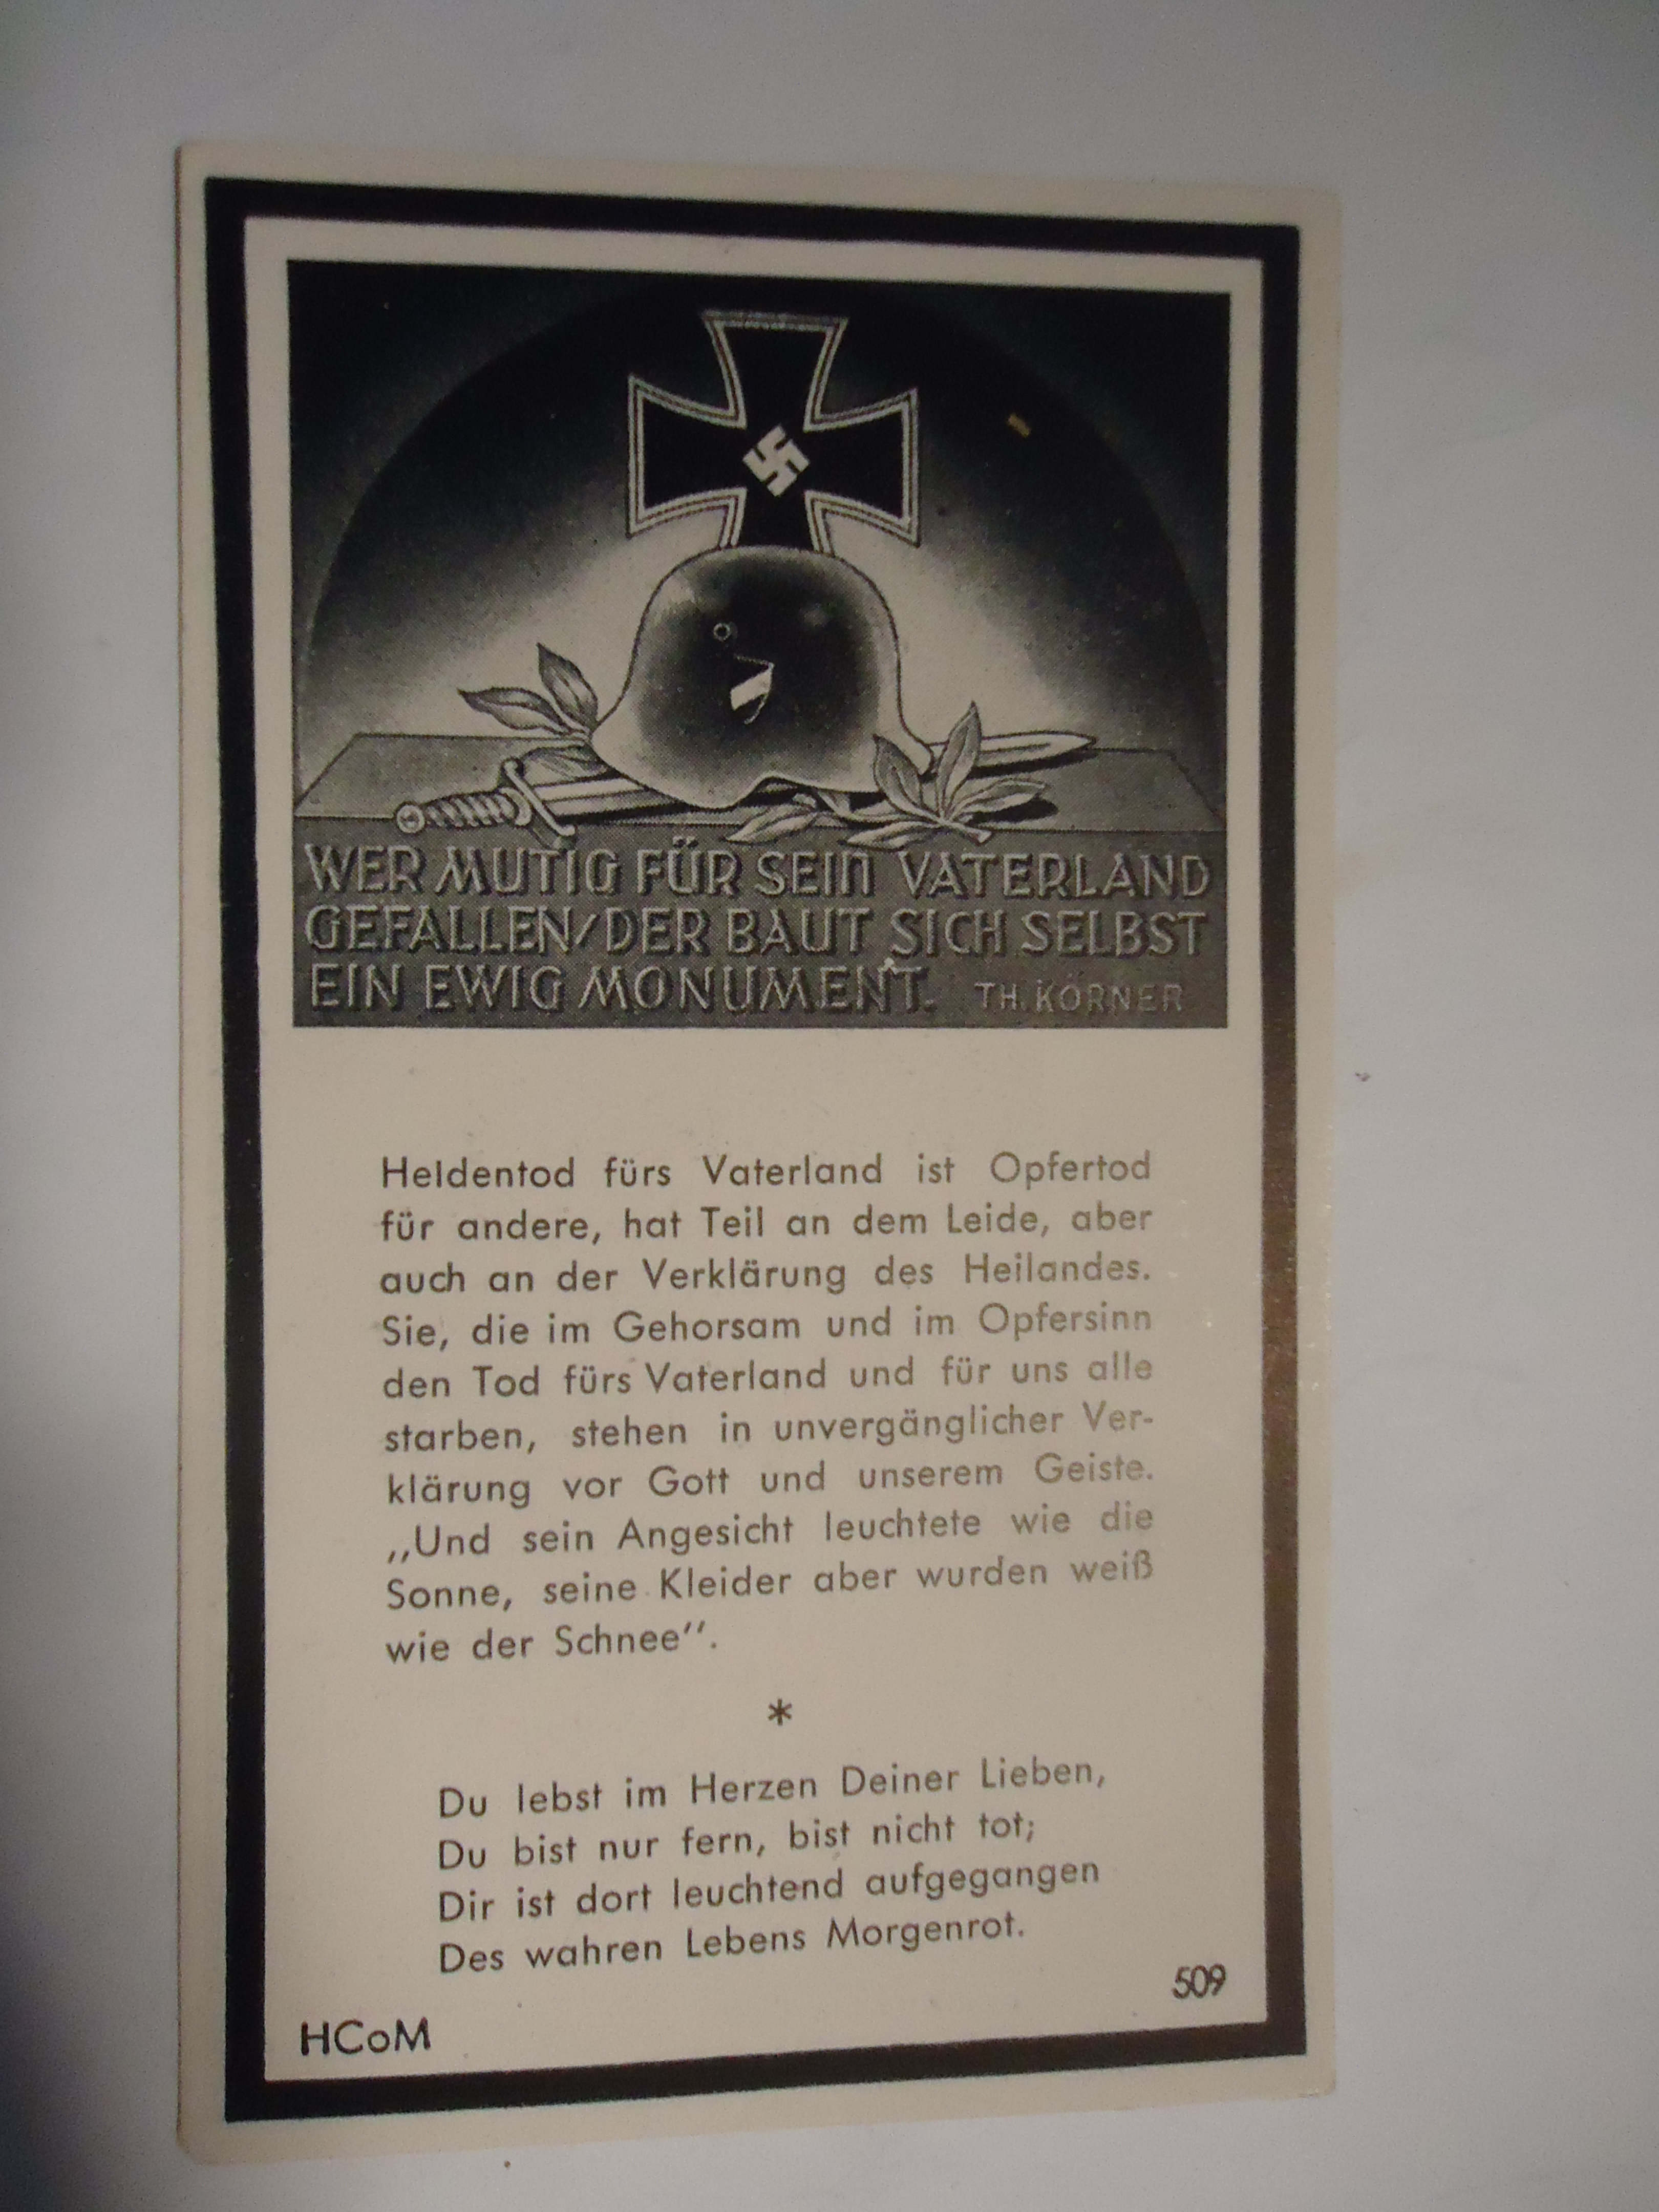 WER MUTIG FÜR SEIN VATERLAND
GEFALLEN/DER BAUT SICH SELBST
EIN EWIG MONUMENT. TH. KÖRNER
Heldentod fürs Vaterland ist Opfertod
für andere, hat Teil an dem Leide, aber
auch an der Verklärung des Heilandes.
Sie, die im Gehorsam und im Opfersinn
den Tod fürs Vaterland und für uns alle
starben, stehen in unvergänglicher Ver-
klärung vor Gott und unserem Geiste.
,,Und sein Angesicht leuchtete wie die
Sonne, seine Kleider aber wurden weiß
wie der Schnee''.
*
Du lebst im Herzen Deiner Lieben,
Du bist nur fern, bist nicht tot;
Dir ist dort leuchtend aufgegangen
Des wahren Lebens Morgenrot.
509
HCoM